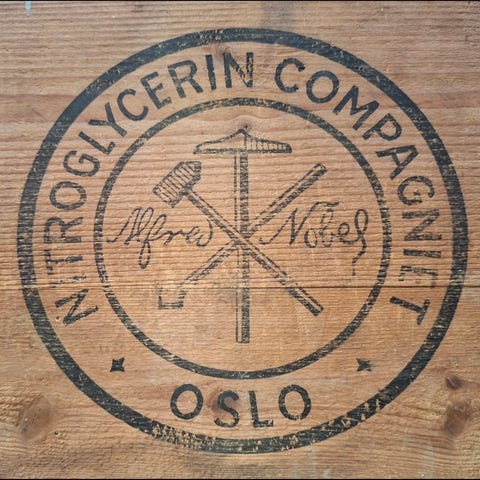 NITROGLYCERIN COMPAGNIET
Alfred Nobel
OSLO